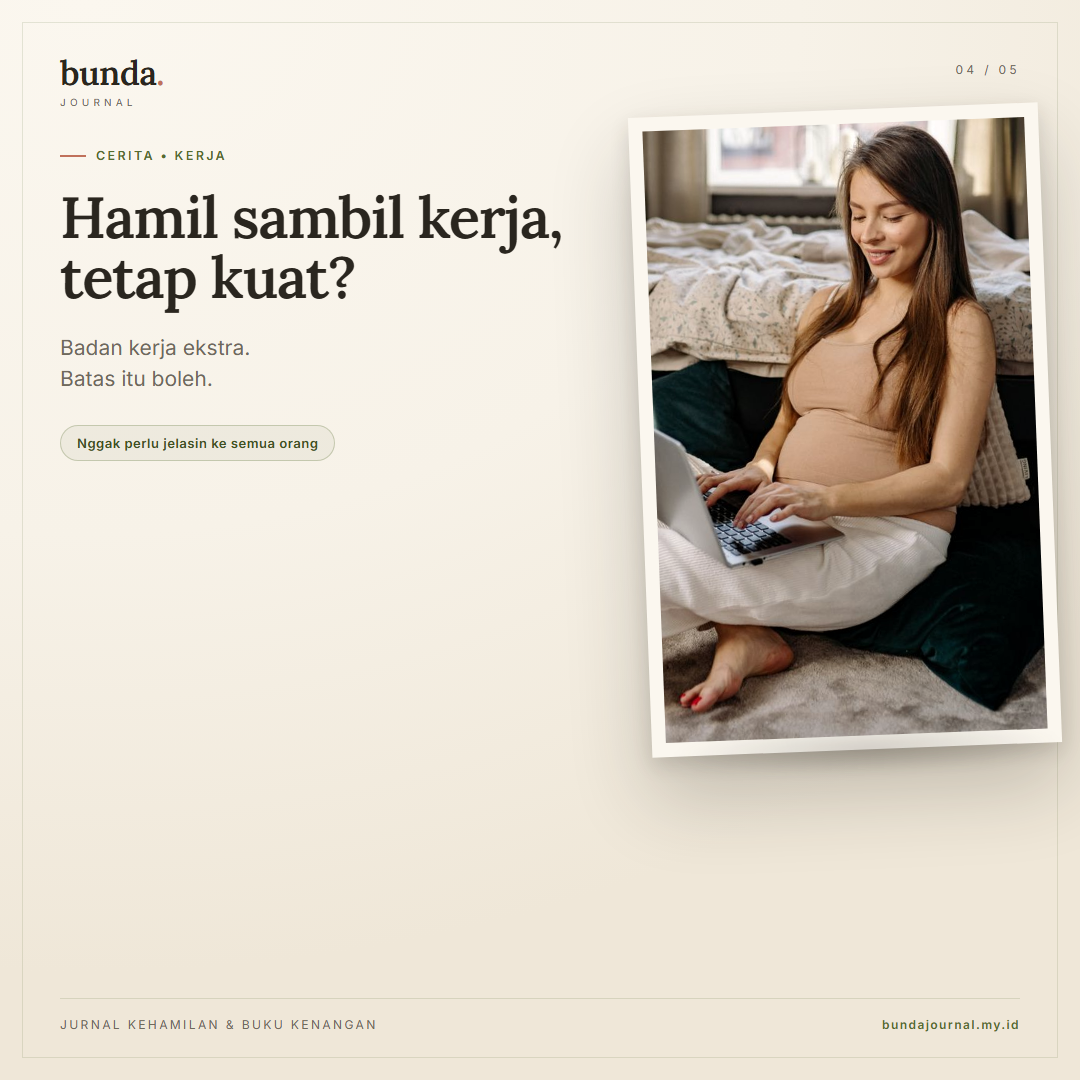 bunda.
JOURNAL
04 / 05
CERITA • KERJA
Hamil sambil kerja,
tetap kuat?
Badan kerja ekstra.
Batas itu boleh.
Nggak perlu jelasin ke semua orang
JURNAL KEHAMILAN & BUKU KENANGAN
bundajournal.my.id